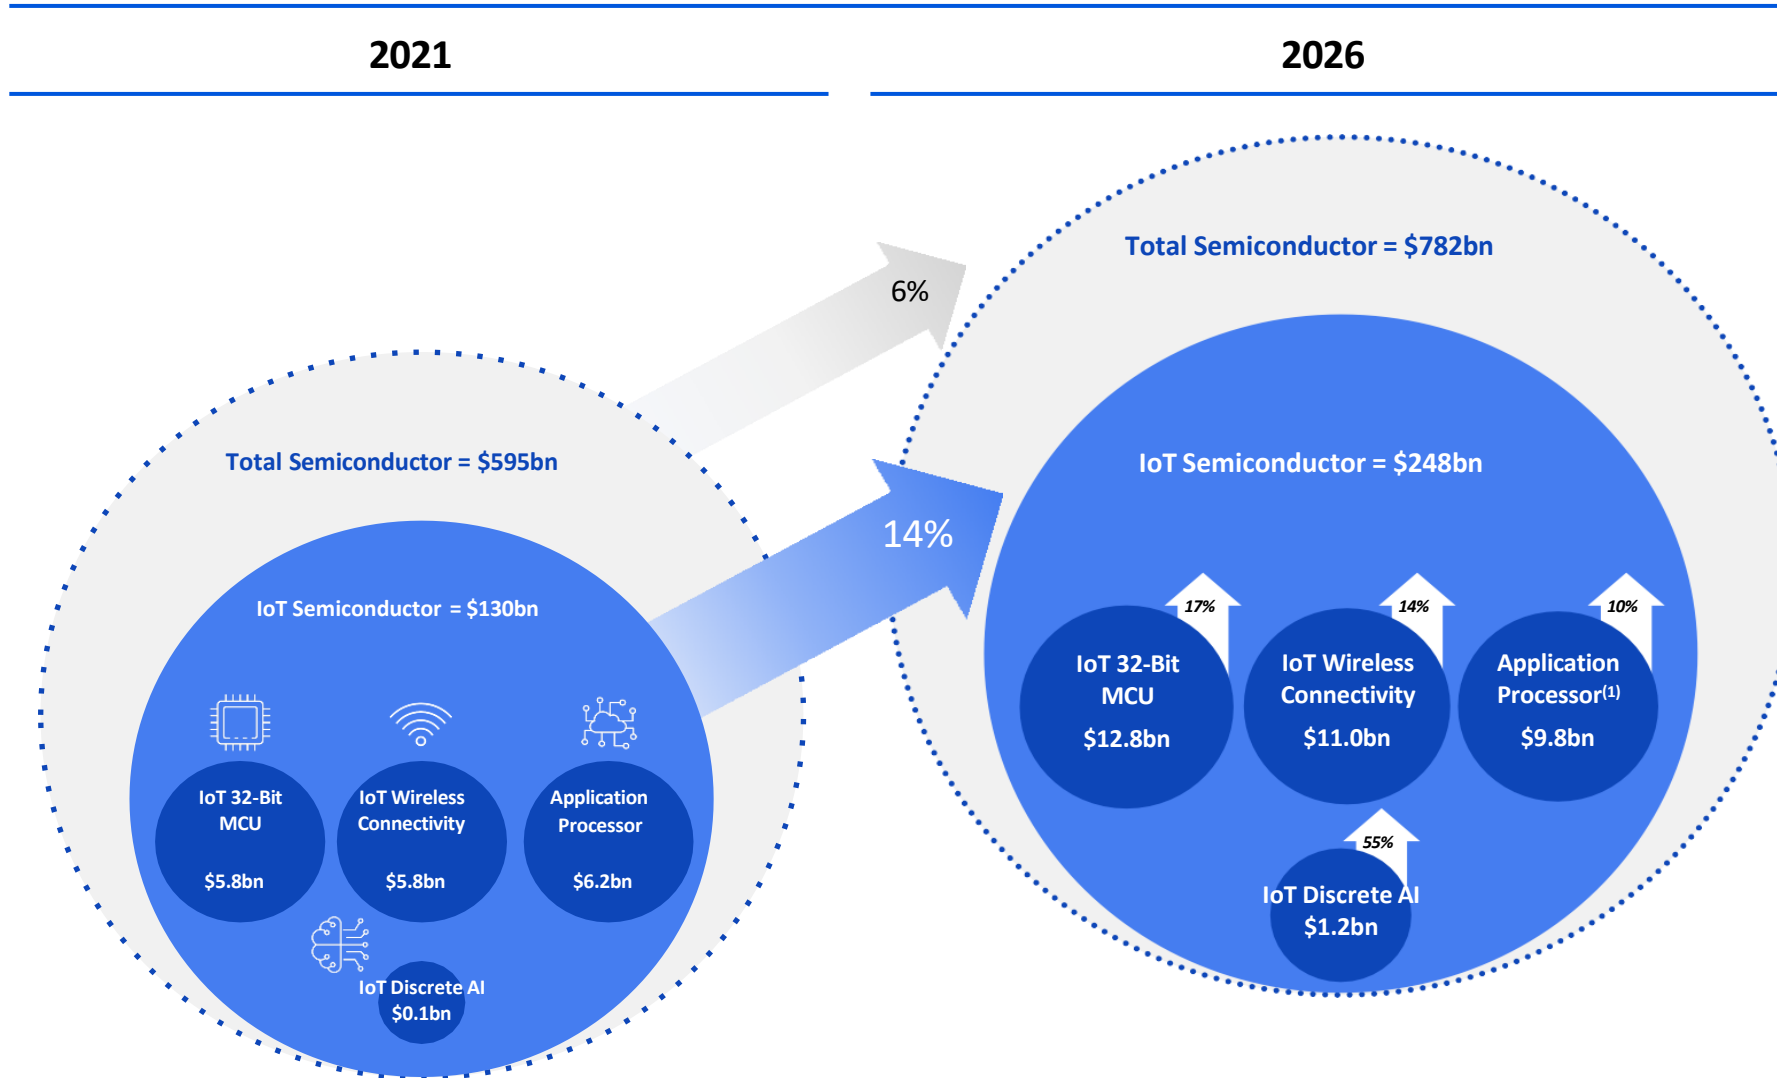 2021
2026
Total Semiconductor = $782bn
6%
Total Semiconductor = $595bn
IoT Semiconductor = $248bn
14%
IoT Semiconductor = $130bn
17%
14%
10%
IoT 32-Bit
MCU
$12.8bn
IoT Wireless
Connectivity
$11.0bn
Application
Processor(1)
$9.8bn
IoT 32-Bit
MCU
$5.8bn
IoT Wireless
Connectivity
$5.8bn
Application
Processor
$6.2bn
55%
IoT Discrete AI
$1.2bn
IoT Discrete AI
$0.1bn